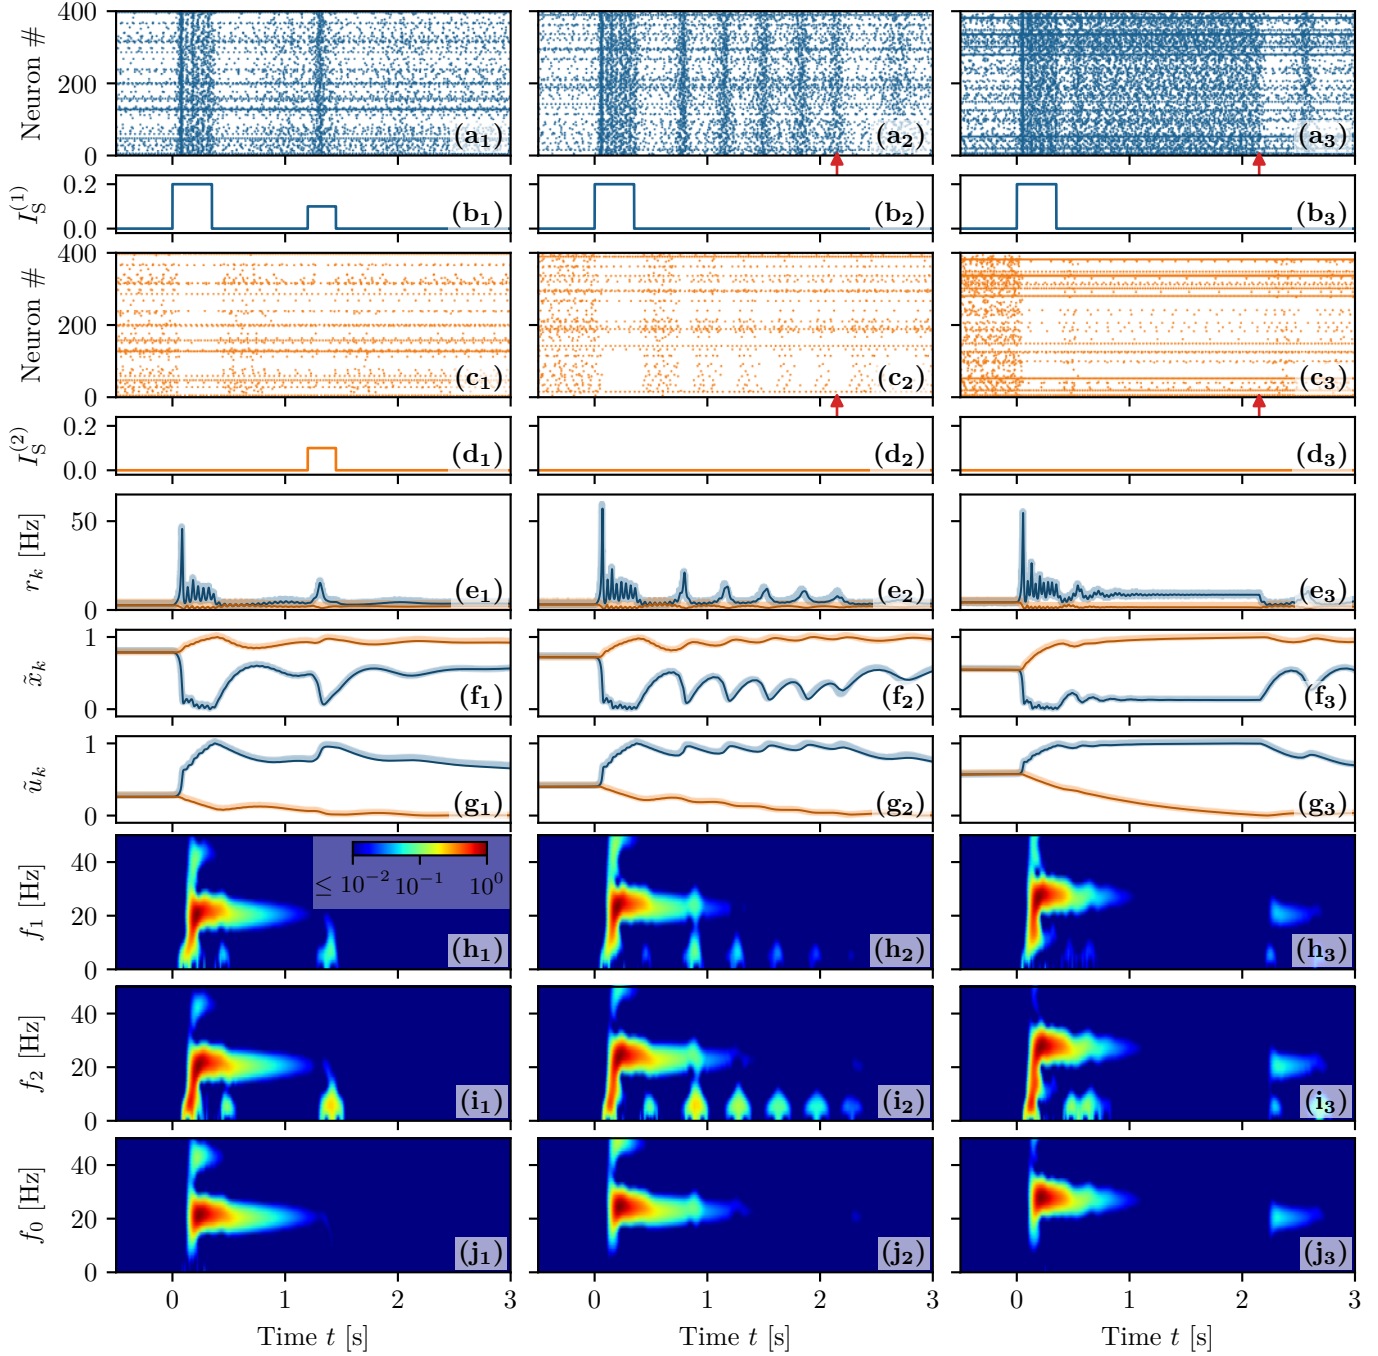 Neuron #
400
200
0
(a₁)
(a₂)
(a₃)
I_S^(1)
0.2
0.0
(b₁)
(b₂)
(b₃)
Neuron #
400
200
0
(c₁)
(c₂)
(c₃)
I_S^(2)
0.2
0.0
(d₁)
(d₂)
(d₃)
r_k [Hz]
50
0
(e₁)
(e₂)
(e₃)
x̃_k
1
0
(f₁)
(f₂)
(f₃)
ũ_k
1
0
(g₁)
(g₂)
(g₃)
f₁ [Hz]
40
20
0
≤ 10⁻² 10⁻¹ 10⁰
(h₁)
(h₂)
(h₃)
f₂ [Hz]
40
20
0
(i₁)
(i₂)
(i₃)
f₀ [Hz]
40
20
0
(j₁)
(j₂)
(j₃)
0 1 2 3
0 1 2 3
0 1 2 3
Time t [s]
Time t [s]
Time t [s]